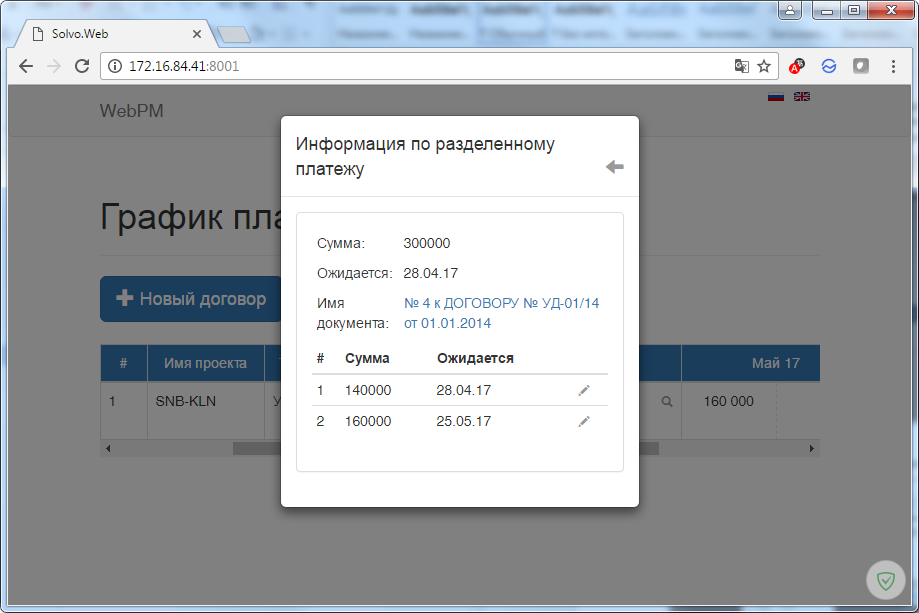 Solvo.Web
172.16.84.41:8001
WebPM
Информация по разделенному
платежу
График пла
Сумма: 300000
Ожидается: 28.04.17
Новый договор
Имя
документа:
№ 4 к ДОГОВОРУ № УД-01/14
от 01.01.2014
# Сумма Ожидается
1 140000 28.04.17
2 160000 25.05.17
# Имя проекта Май 17
1 SNB-KLN 160 000